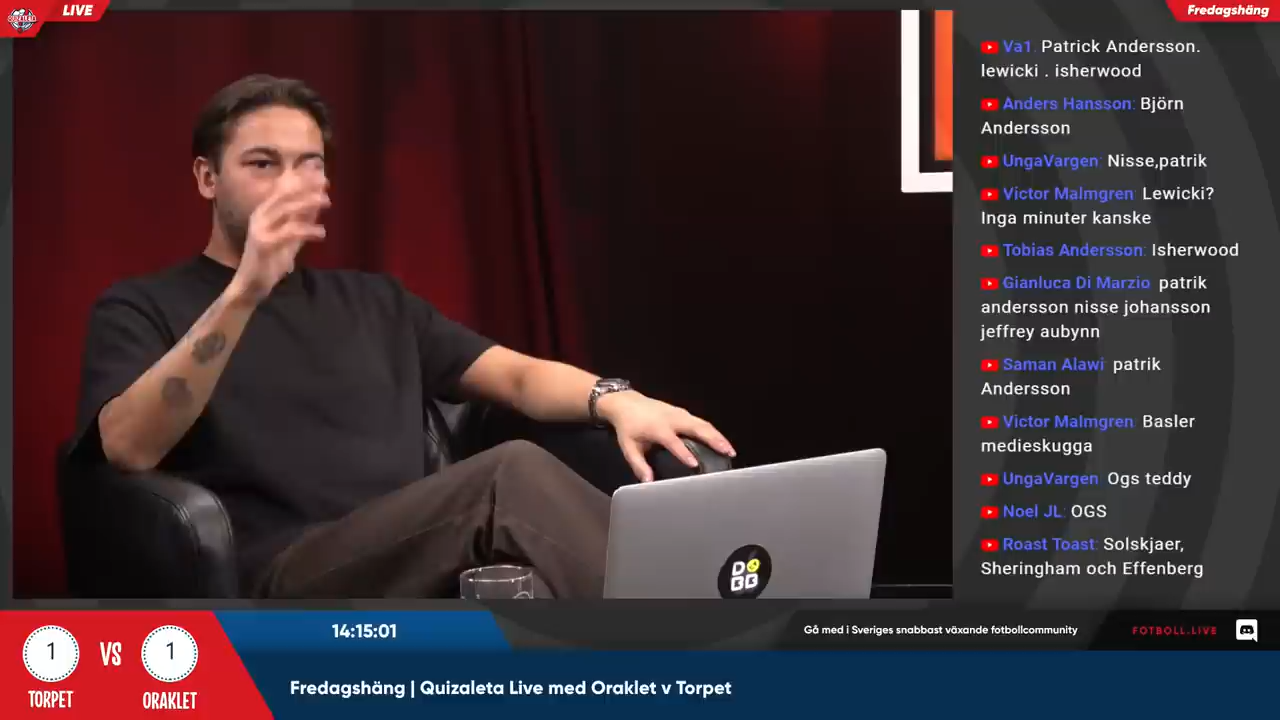 QUIZALETA
LIVE
Fredagshäng
Va1: Patrick Andersson.
lewicki . isherwood
Anders Hansson: Björn
Andersson
UngaVargen: Nisse,patrik
Victor Malmgren: Lewicki?
Inga minuter kanske
Tobias Andersson: Isherwood
Gianluca Di Marzio: patrik
andersson nisse johansson
jeffrey aubynn
Saman Alawi: patrik
Andersson
Victor Malmgren: Basler
medieskugga
UngaVargen: Ogs teddy
Noel JL: OGS
Roast Toast: Solskjaer,
Sheringham och Effenberg
DOBB
1 VS 1
TORPET ORAKLET
14:15:01
Gå med i Sveriges snabbast växande fotbollcommunity
FOTBOLL.LIVE
Fredagshäng | Quizaleta Live med Oraklet v Torpet